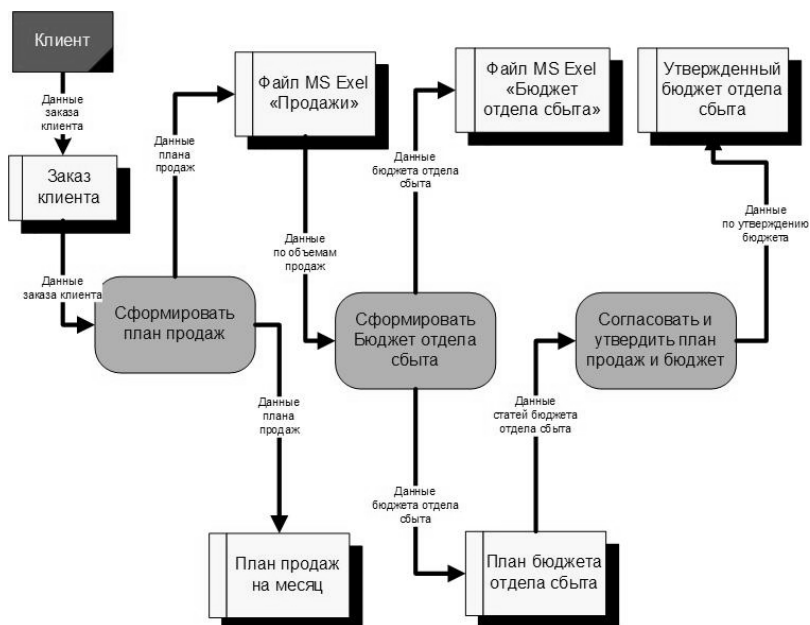 Клиент
Данные
заказа
клиента
Заказ
клиента
Данные
заказа клиента
Сформировать
план продаж
Данные
плана
продаж
Файл MS Exel
«Продажи»
Данные
плана
продаж
План продаж
на месяц
Данные
по объемам
продаж
Сформировать
Бюджет отдела
сбыта
Данные
бюджета отдела
сбыта
Файл MS Exel
«Бюджет
отдела сбыта»
Данные
бюджета отдела
сбыта
План бюджета
отдела сбыта
Данные
статей бюджета
отдела сбыта
Согласовать и
утвердить план
продаж и бюджет
Данные
по утверждению
бюджета
Утвержденный
бюджет отдела
сбыта